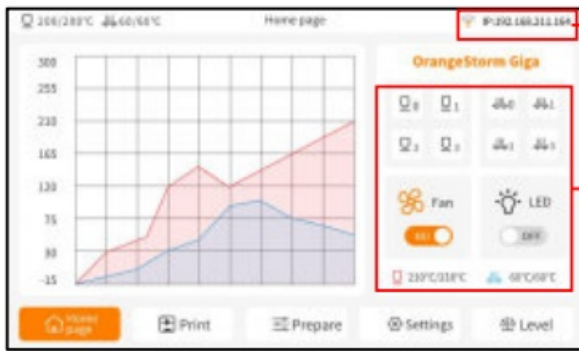 200/200°C 60/60°C Home page IP:192.168.211.164
OrangeStorm Giga
300
255
210
165
120
75
30
-15
0 1 0 1
2 3 2 3
Fan LED
OFF
210°C/210°C 60°C/60°C
Home page
Print
Prepare
Settings
Level